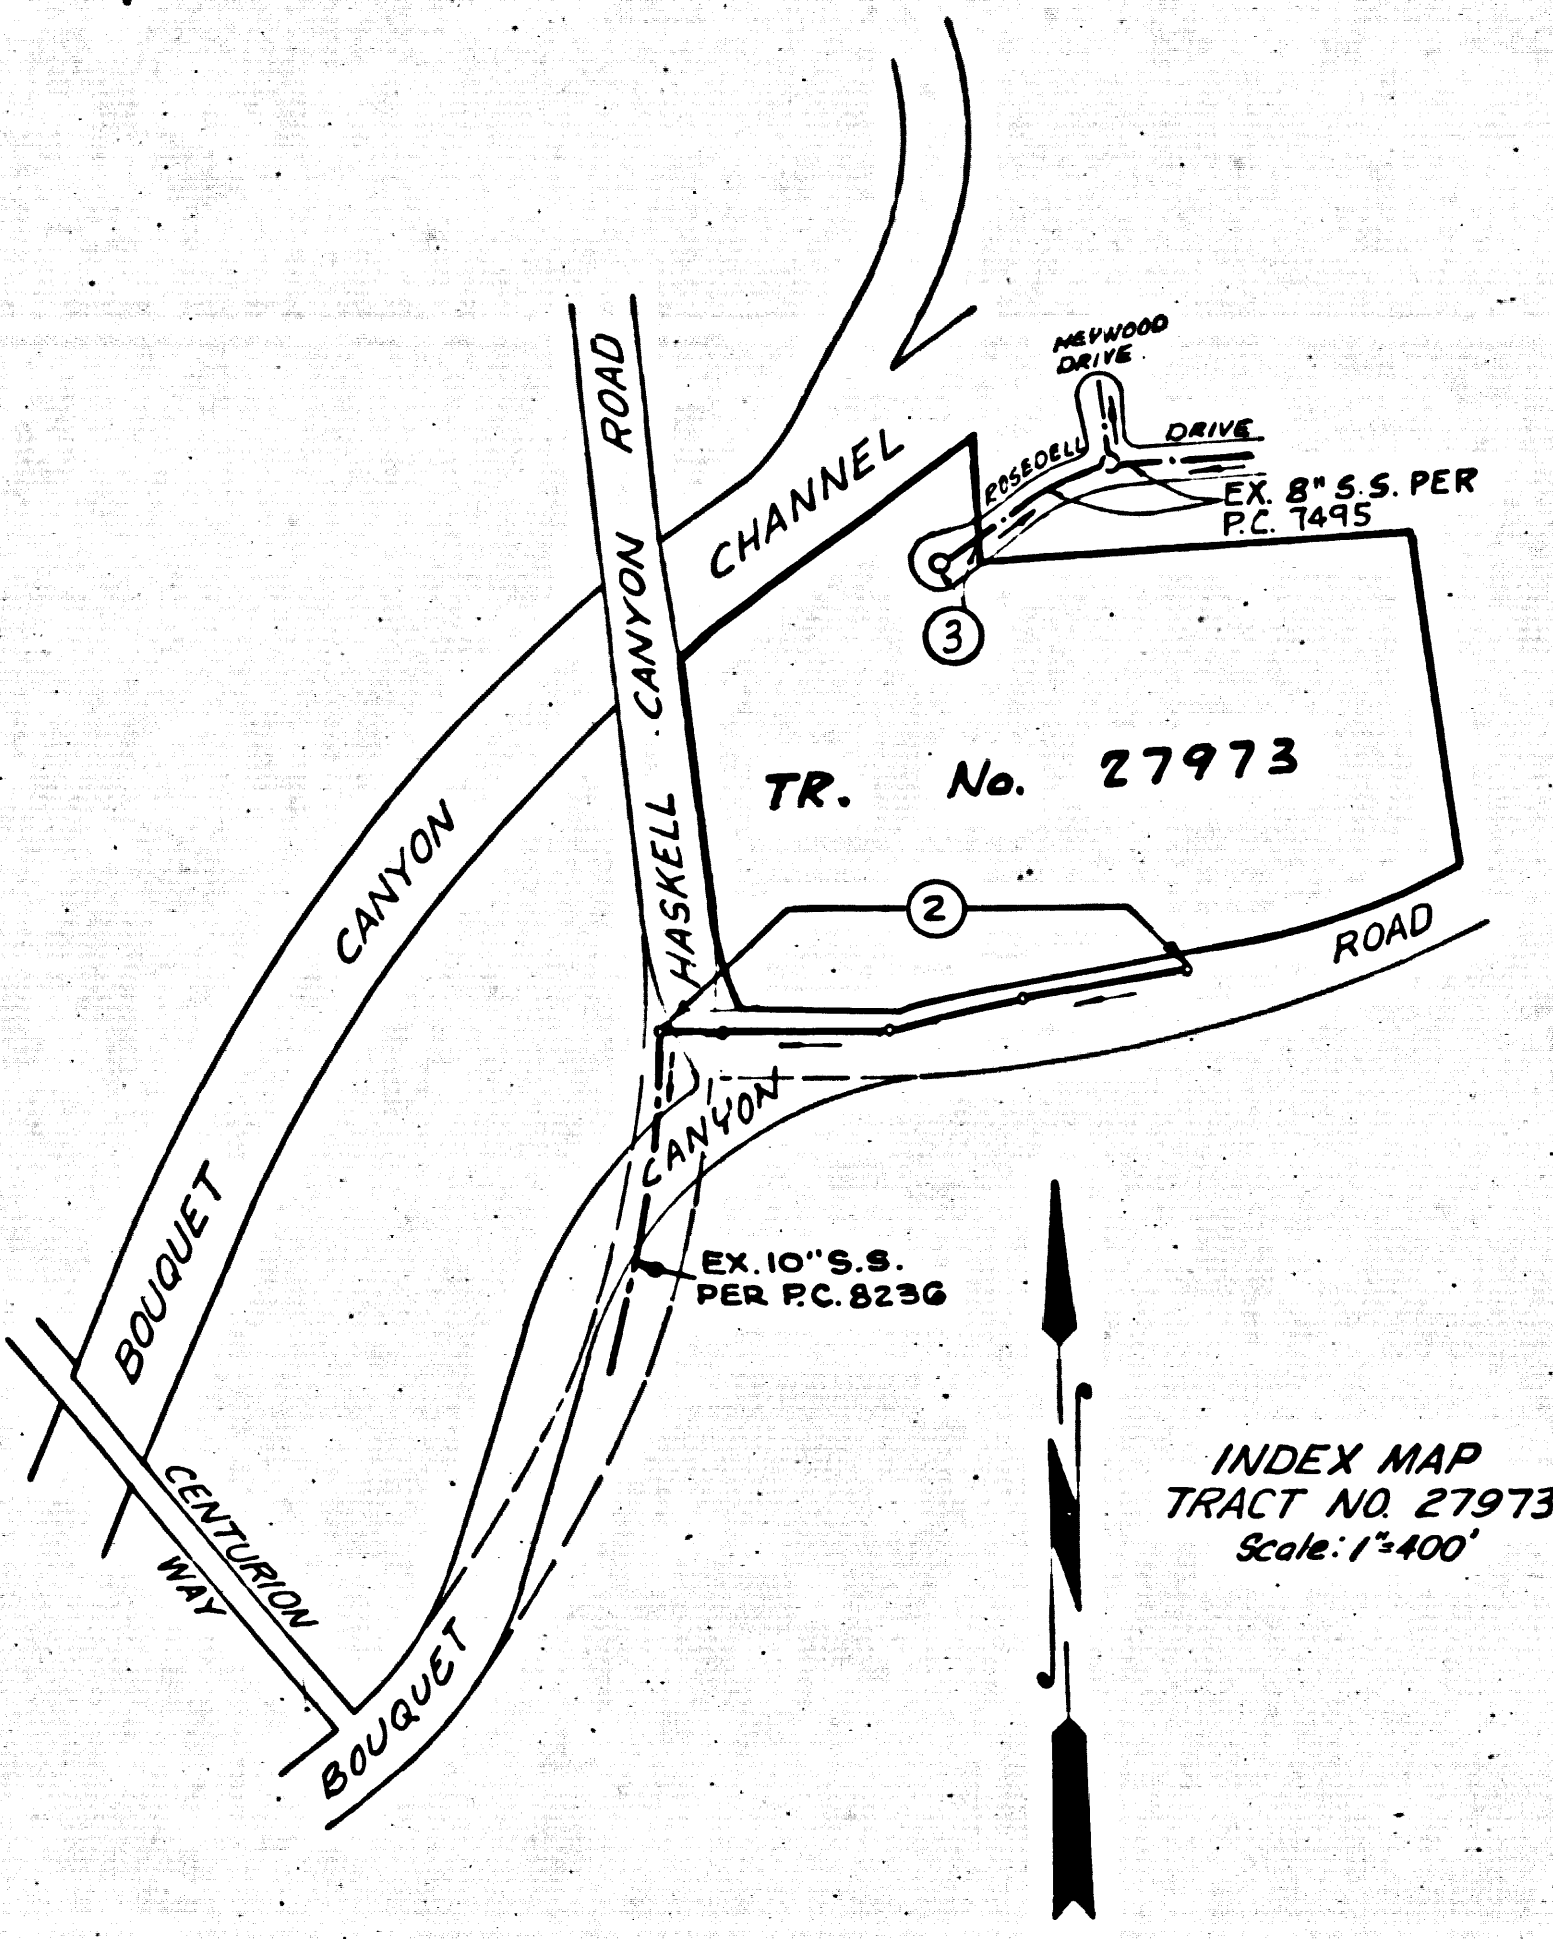 HASKELL CANYON ROAD
BOUQUET CANYON CHANNEL
HEYWOOD
DRIVE
ROSEDELL DRIVE
EX. 8" S.S. PER
P.C. 7495
3
TR. No. 27973
2
BOUQUET CANYON ROAD
EX. 10" S.S.
PER P.C. 8236
CENTURION
WAY
N
INDEX MAP
TRACT NO. 27973
Scale: 1"=400'